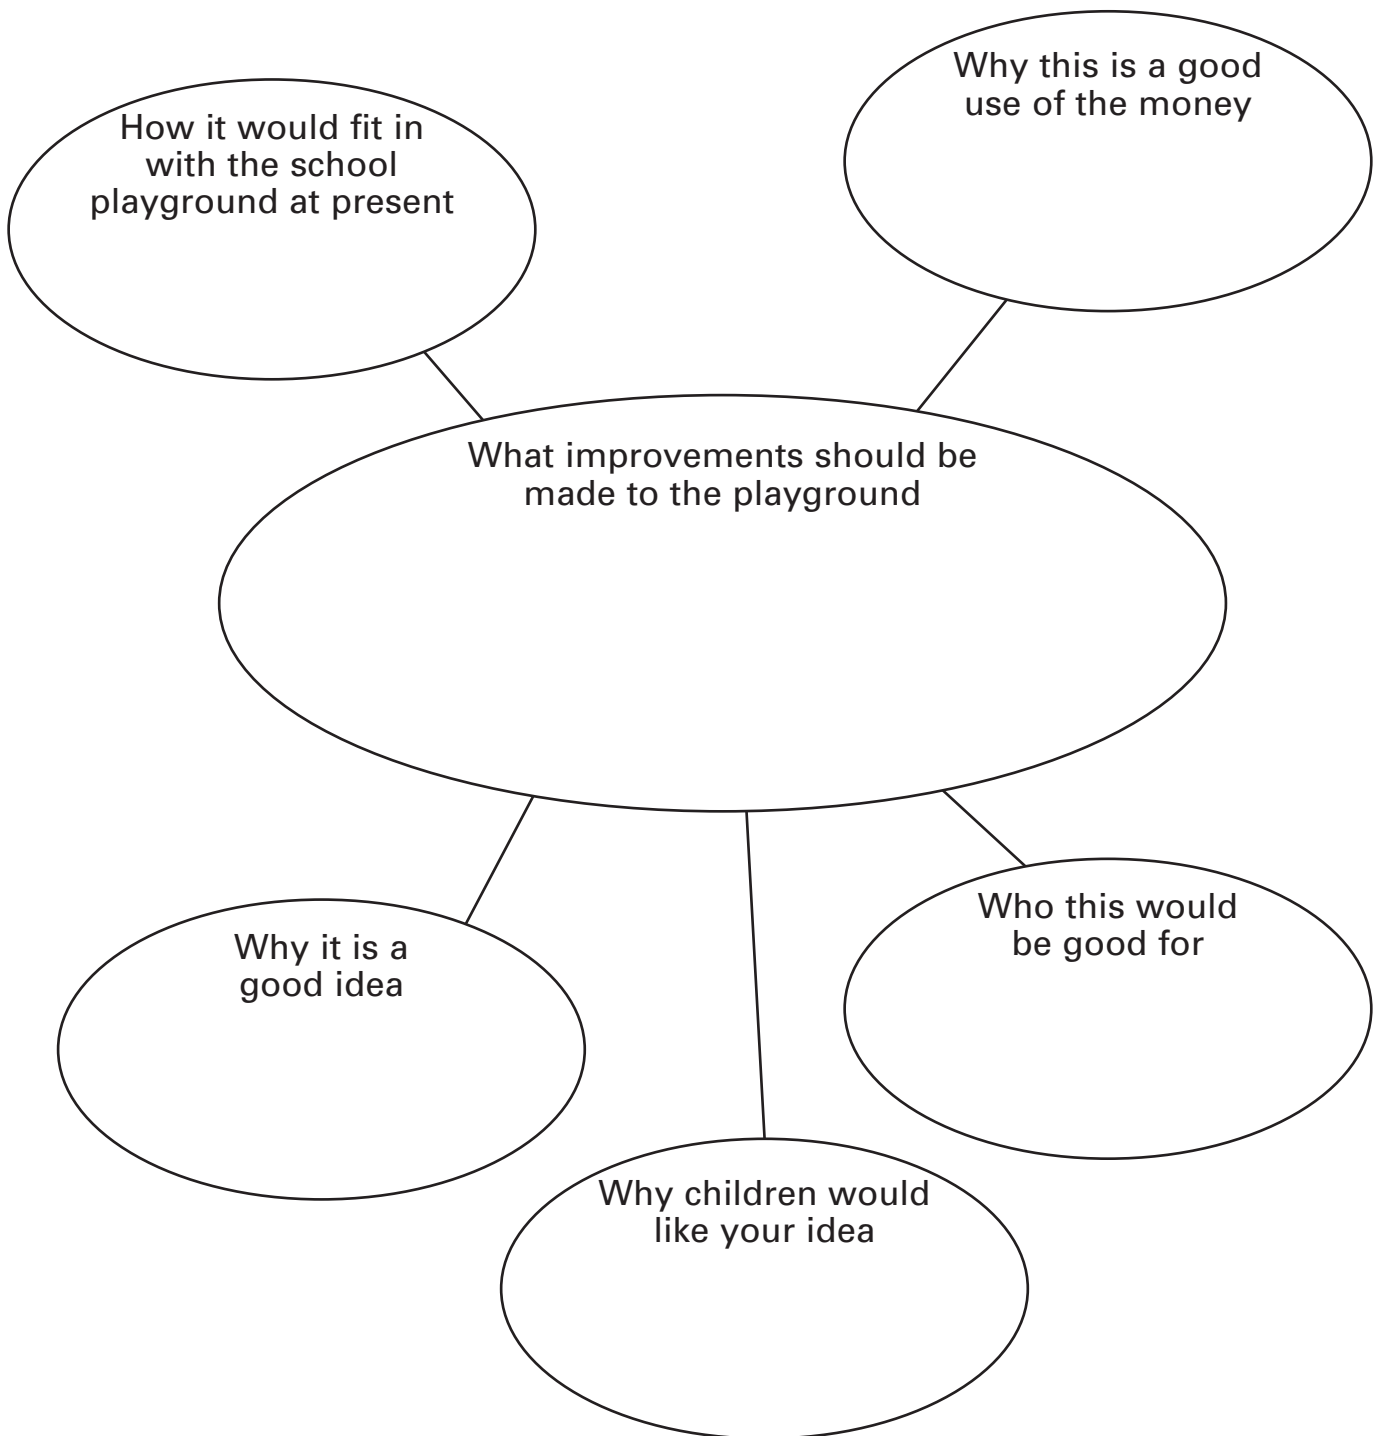 Why this is a good
use of the money
How it would fit in
with the school
playground at present
What improvements should be
made to the playground
Why it is a
good idea
Who this would
be good for
Why children would
like your idea